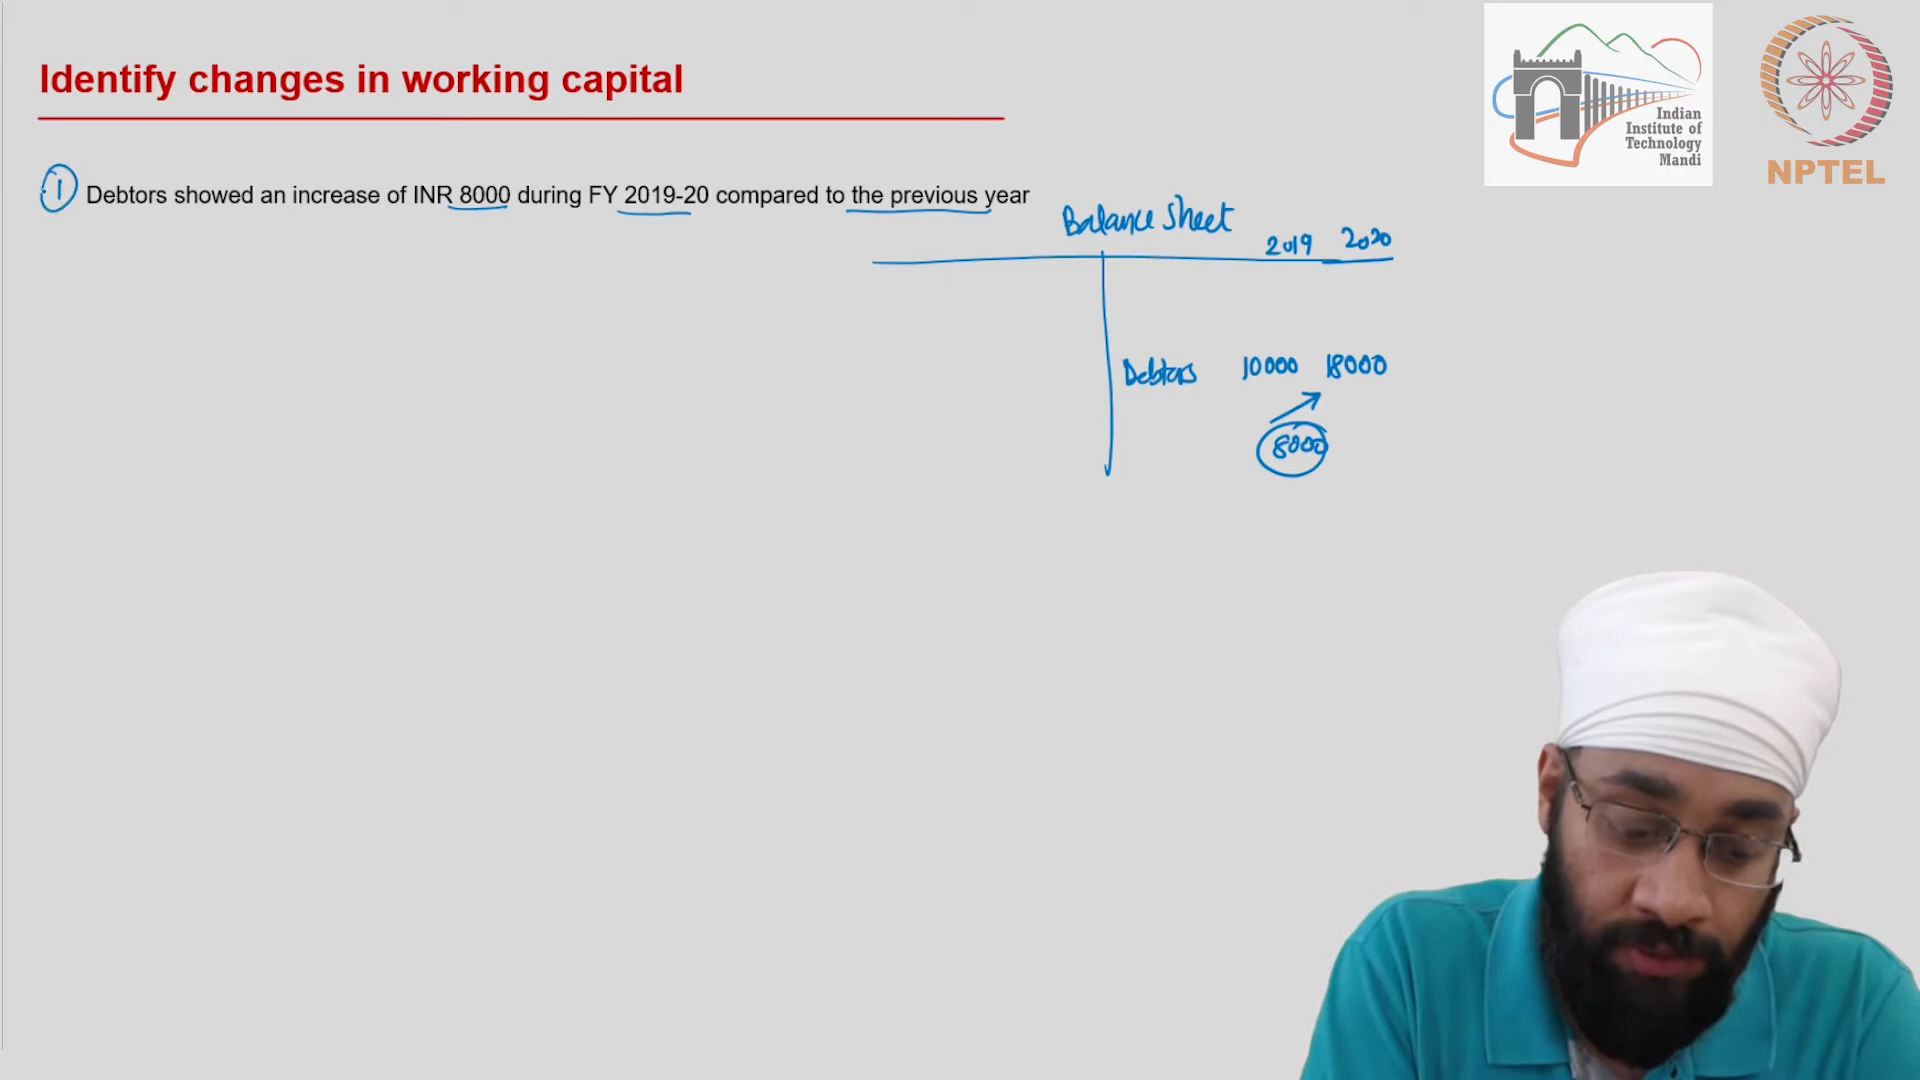 Identify changes in working capital
Indian
Institute of
Technology
Mandi
NPTEL
1 Debtors showed an increase of INR 8000 during FY 2019-20 compared to the previous year
Balance Sheet
2019 2020
Debtors 10000 18000
8000